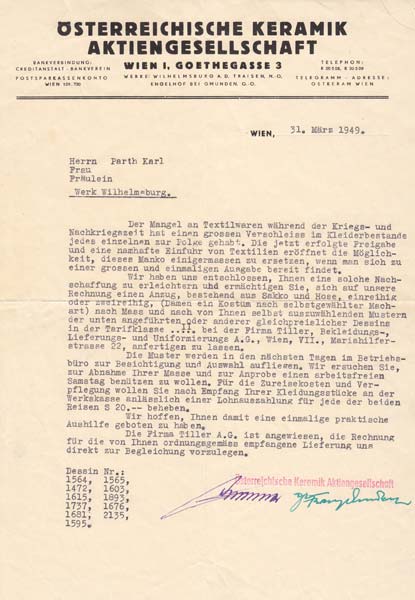 ÖSTERREICHISCHE KERAMIK
AKTIENGESELLSCHAFT
BANKVERBINDUNG:
CREDITANSTALT - BANKVEREIN
POSTSPARKASSENKONTO
WIEN 101.730
WIEN I, GOETHEGASSE 3
WERKE: WILHELMSBURG A. D. TRAISEN, N.-O.
ENGELHOF BEI GMUNDEN, O.-O.
TELEPHON:
TELEGRAMM - ADRESSE:
OSTKERAM WIEN
WIEN, 31. März 1949.
Herrn Parth Karl
Frau
Fräulein
Werk Wilhelmsburg.
Der Mangel an Textilwaren während der Kriegs- und
Nachkriegszeit hat einen grossen Verschleiss im Kleiderbestande
jedes einzelnen zur Folge gehabt. Die jetzt erfolgte Freigabe
und eine namhafte Einfuhr von Textilien eröffnet die Möglich-
keit, dieses Manko einigermassen zu ersetzen, wenn man sich zu
einer grossen und einmaligen Ausgabe bereit findet.
Wir haben uns entschlossen, Ihnen eine solche Nach-
schaffung zu erleichtern und ermächtigen Sie, sich auf unsere
Rechnung einen Anzug, bestehend aus Sakko und Hose, einreihig
oder zweireihig, (Damen ein Kostum nach selbstgewählter Mach-
art) nach Mass und nach von Ihnen selbst auszuwählenden Mustern
der unten angeführten oder anderer gleichpreislicher Dessins
in der Tarifklasse bei der Firma Tiller, Bekleidungs-,
Lieferungs- und Uniformierungs A.G., Wien, VII., Mariahilfer-
strasse 22, anfertigen zu lassen.
Die Muster werden in den nächsten Tagen im Betriebs-
büro zur Besichtigung und Auswahl aufliegen. Wir ersuchen Sie,
zur Abnahme Ihrer Masse und zur Anprobe einen arbeitsfreien
Samstag benützen zu wollen. Für die Zureisekosten und Ver-
pflegung wollen Sie nach Empfang Ihrer Kleidungsstücke an der
Werkskasse anlässlich einer Lohnauszahlung für jede der beiden
Reisen S 20.-- beheben.
Wir hoffen, Ihnen damit eine einmalige praktische
Aushilfe geboten zu haben.
Die Firma Tiller A.G. ist angewiesen, die Rechnung
für die von Ihnen ordnungsgemäss empfangene Lieferung uns
direkt zur Begleichung vorzulegen.
Dessin Nr.:
1564, 1565,
1472, 1603,
1615, 1893,
1737, 1676,
1681, 2135,
1595.
Österreichische Keramik Aktiengesellschaft